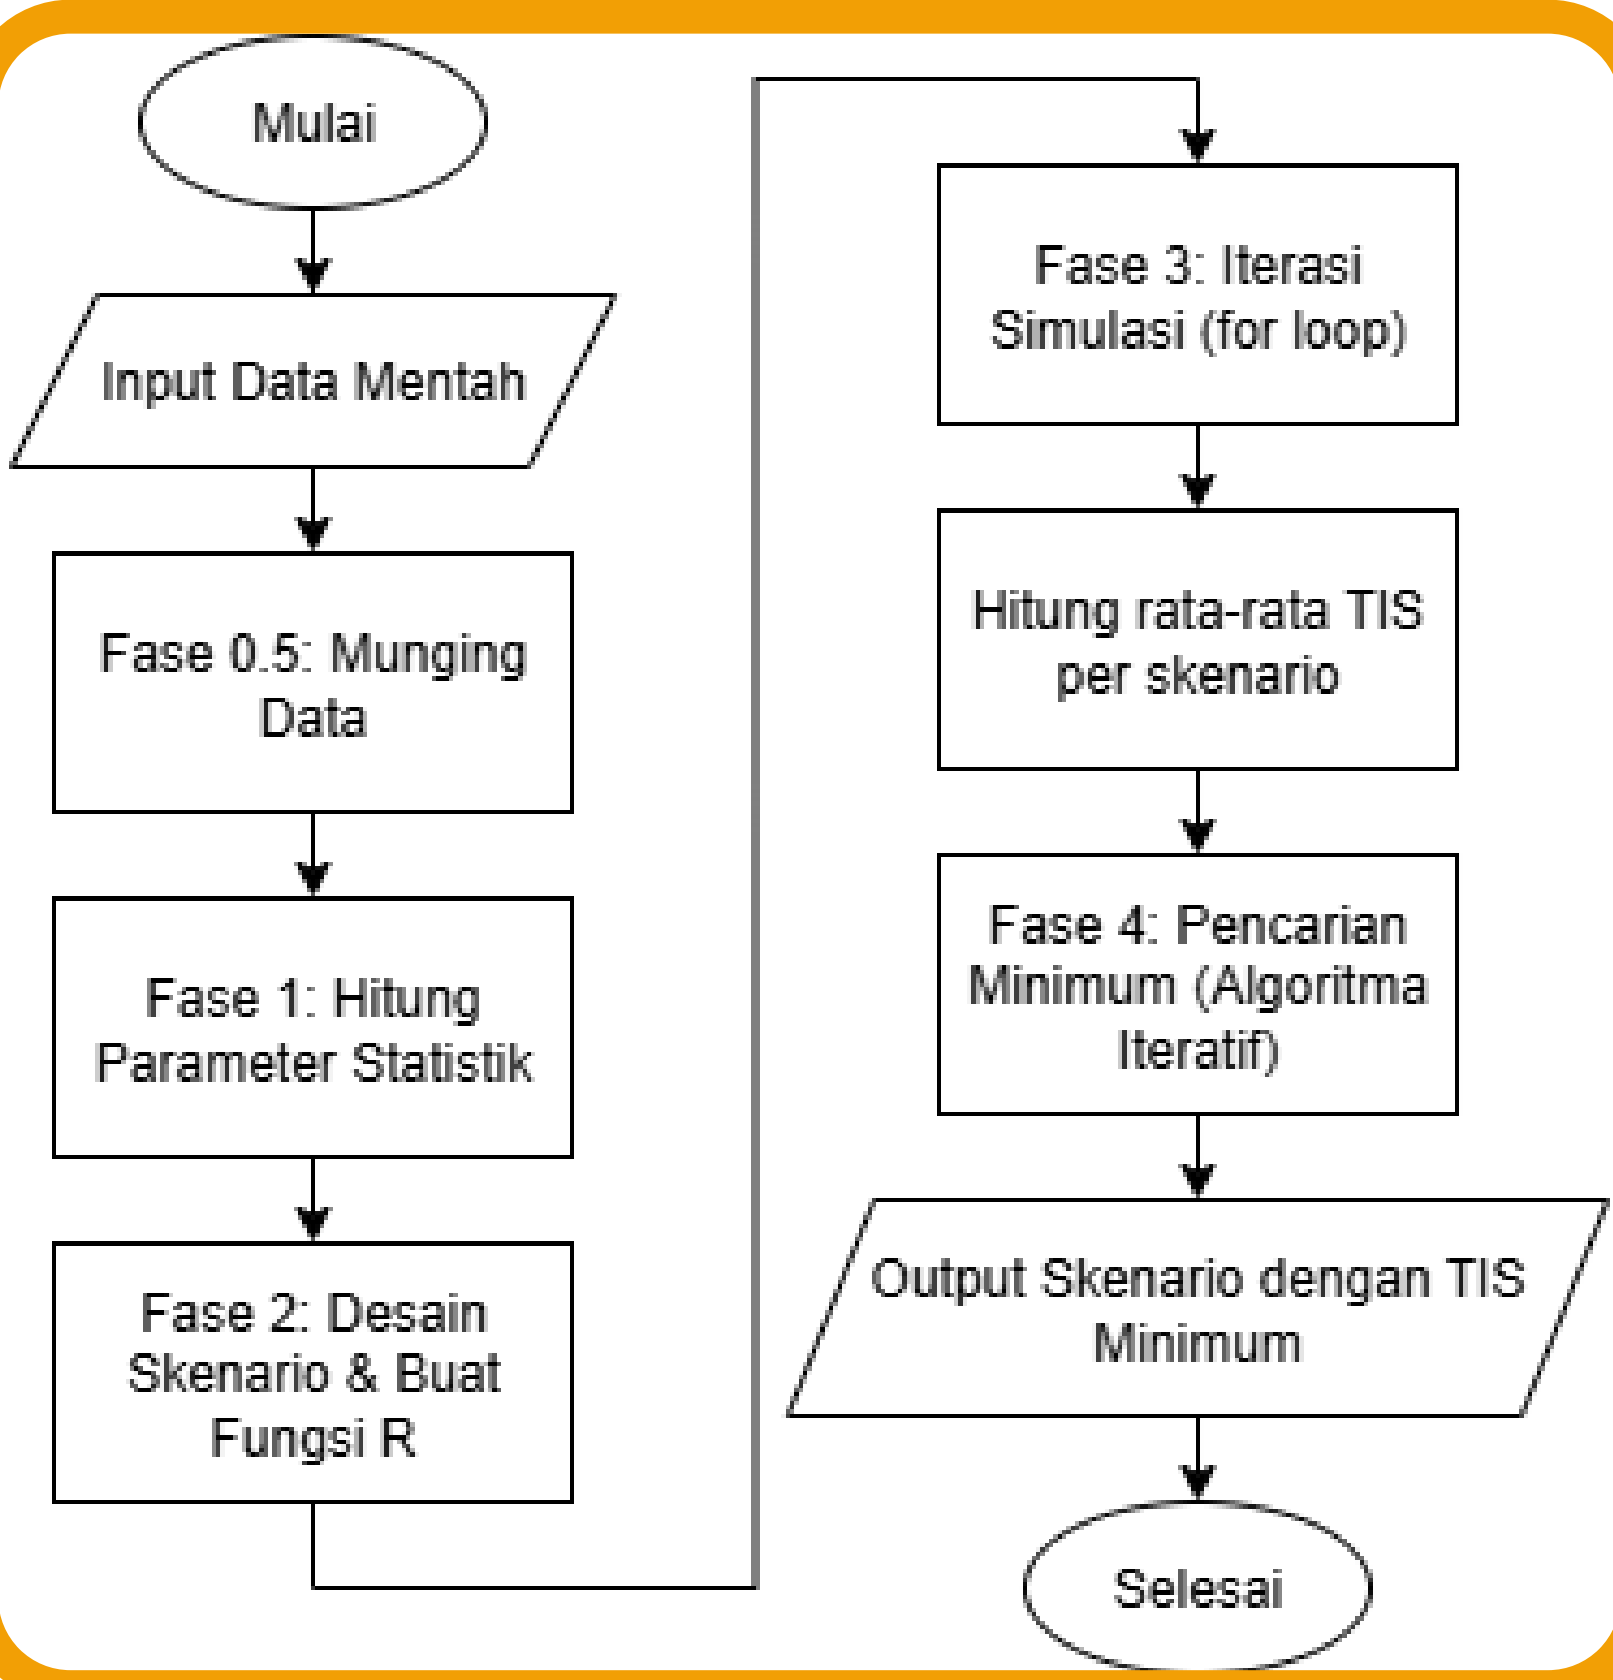 Mulai
Input Data Mentah
Fase 0.5: Munging
Data
Fase 1: Hitung
Parameter Statistik
Fase 2: Desain
Skenario & Buat
Fungsi R
Fase 3: Iterasi
Simulasi (for loop)
Hitung rata-rata TIS
per skenario
Fase 4: Pencarian
Minimum (Algoritma
Iteratif)
Output Skenario dengan TIS
Minimum
Selesai